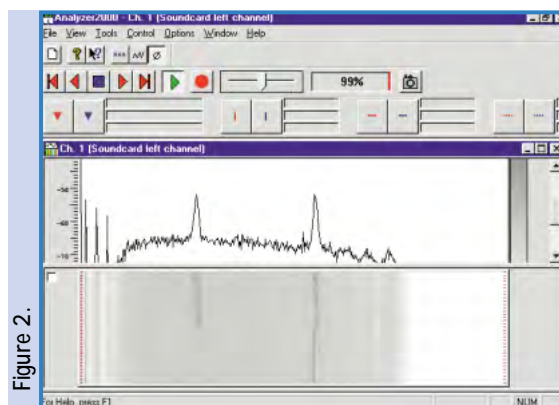 Analyzer2000 - Ch. 1 (Soundcard left channel)
File View Tools Control Options Window Help
99%
Ch. 1 (Soundcard left channel)
-50
-60
-70
Figure 2.
For Help, press F1
NUM